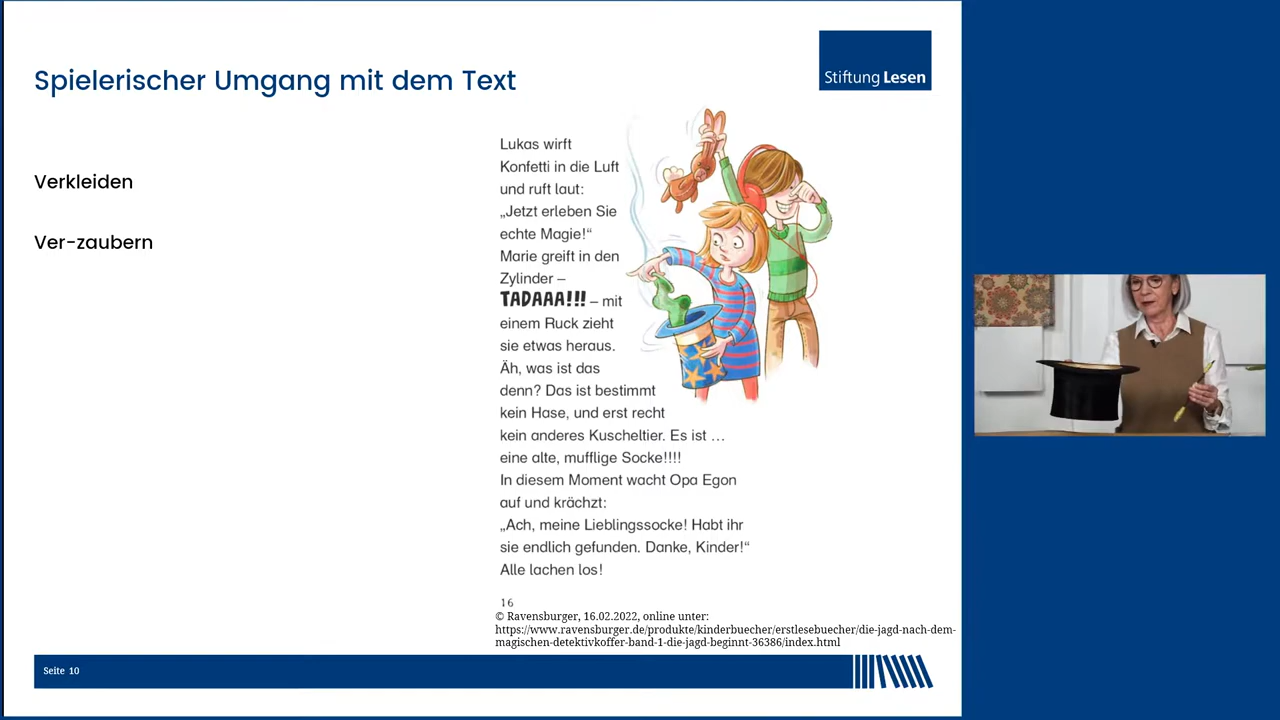 Spielerischer Umgang mit dem Text
Stiftung Lesen
Verkleiden
Ver-zaubern
Lukas wirft
Konfetti in die Luft
und ruft laut:
„Jetzt erleben Sie
echte Magie!“
Marie greift in den
Zylinder –
TADAAA!!! – mit
einem Ruck zieht
sie etwas heraus.
Äh, was ist das
denn? Das ist bestimmt
kein Hase, und erst recht
kein anderes Kuscheltier. Es ist …
eine alte, mufflige Socke!!!!
In diesem Moment wacht Opa Egon
auf und krächzt:
„Ach, meine Lieblingssocke! Habt ihr
sie endlich gefunden. Danke, Kinder!“
Alle lachen los!
16
© Ravensburger, 16.02.2022, online unter:
https://www.ravensburger.de/produkte/kinderbuecher/erstlesebuecher/die-jagd-nach-dem-
magischen-detektivkoffer-band-1-die-jagd-beginnt-36386/index.html
Seite 10